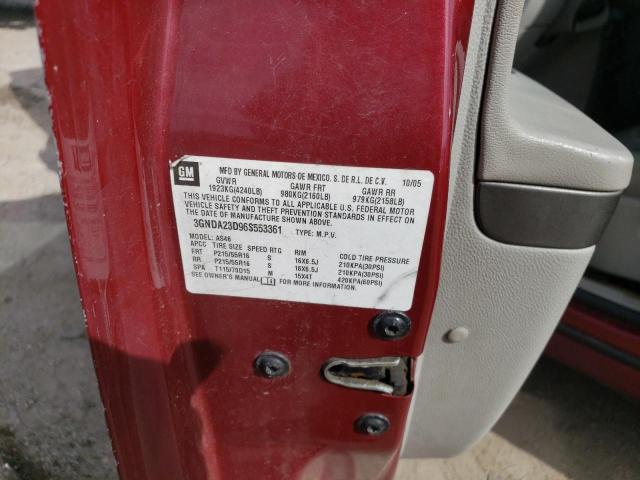 GM
MFD BY GENERAL MOTORS DE MEXICO, S. DE R.L. DE C.V. 10/05
GVWR GAWR FRT GAWR RR
1923KG(4240LB) 980KG(2160LB) 979KG(2158LB)
THIS VEHICLE CONFORMS TO ALL APPLICABLE U.S. FEDERAL MOTOR
VEHICLE SAFETY AND THEFT PREVENTION STANDARDS IN EFFECT ON
THE DATE OF MANUFACTURE SHOWN ABOVE.
3GNDA23D96S553361 TYPE: M.P.V.
MODEL: AS46
APCC TIRE SIZE SPEED RTG RIM COLD TIRE PRESSURE
FRT P215/55R16 S 16X6.5J 210KPA(30PSI)
RR P215/55R16 S 16X6.5J 210KPA(30PSI)
SPA T115/70D15 M 15X4T 420KPA(60PSI)
SEE OWNER'S MANUAL FOR MORE INFORMATION.